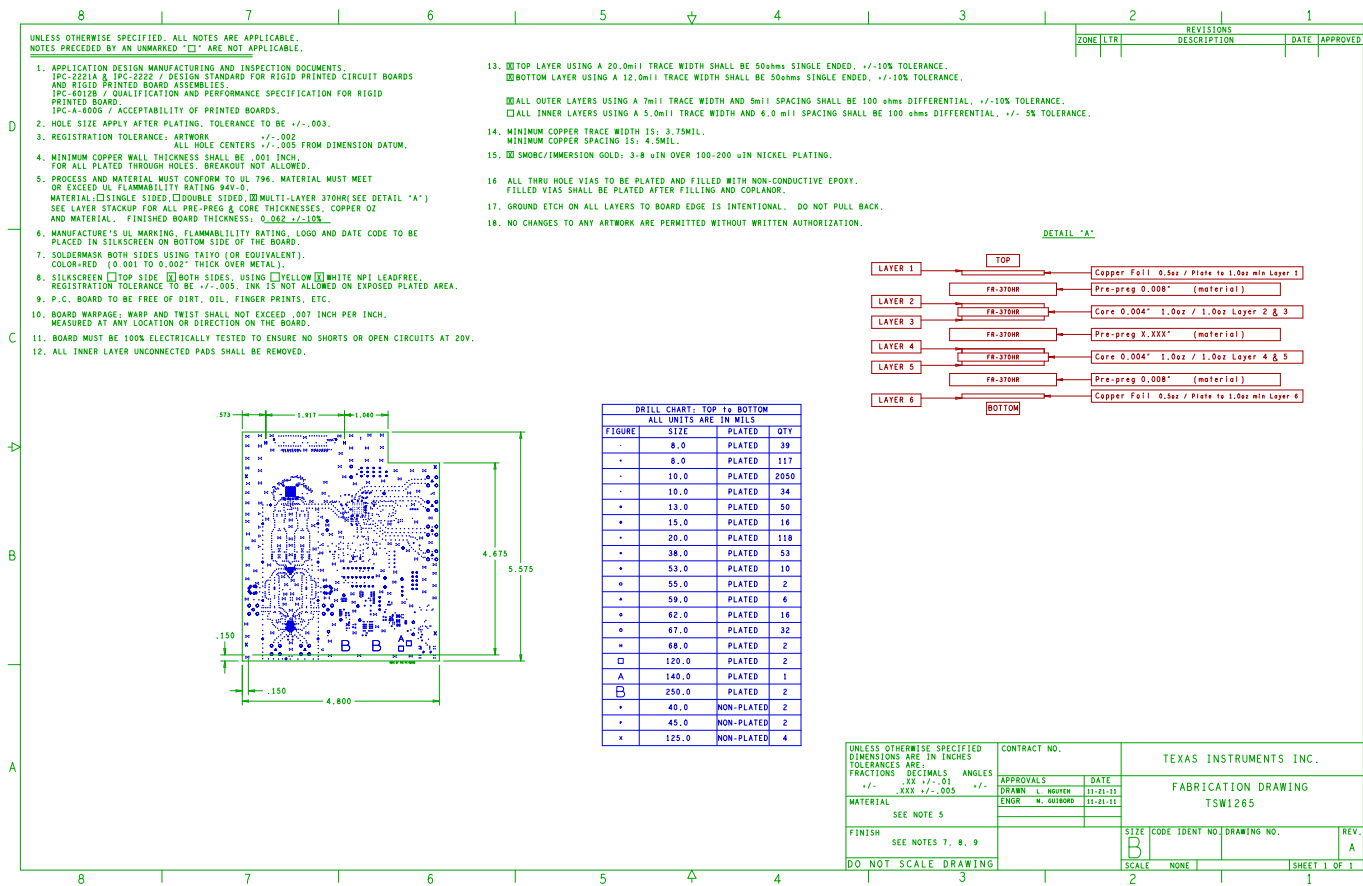 8 7 6 5 4 3 2 1
UNLESS OTHERWISE SPECIFIED. ALL NOTES ARE APPLICABLE.
NOTES PRECEDED BY AN UNMARKED "□" ARE NOT APPLICABLE.
1. APPLICATION DESIGN MANUFACTURING AND INSPECTION DOCUMENTS.
IPC-2221A & IPC-2222 / DESIGN STANDARD FOR RIGID PRINTED CIRCUIT BOARDS
AND RIGID PRINTED BOARD ASSEMBLIES.
IPC-6012B / QUALIFICATION AND PERFORMANCE SPECIFICATION FOR RIGID
PRINTED BOARD.
IPC-A-600G / ACCEPTABILITY OF PRINTED BOARDS.
2. HOLE SIZE APPLY AFTER PLATING. TOLERANCE TO BE +/-.003.
3. REGISTRATION TOLERANCE: ARTWORK +/-.002
ALL HOLE CENTERS +/-.005 FROM DIMENSION DATUM.
4. MINIMUM COPPER WALL THICKNESS SHALL BE .001 INCH.
FOR ALL PLATED THROUGH HOLES. BREAKOUT NOT ALLOWED.
5. PROCESS AND MATERIAL MUST CONFORM TO UL 796. MATERIAL MUST MEET
OR EXCEED UL FLAMMABILITY RATING 94V-0.
MATERIAL: □ SINGLE SIDED, □ DOUBLE SIDED, ☒ MULTI-LAYER 370HR(SEE DETAIL "A")
SEE LAYER STACKUP FOR ALL PRE-PREG & CORE THICKNESSES, COPPER OZ
AND MATERIAL. FINISHED BOARD THICKNESS: 0.062 +/-10%
6. MANUFACTURE'S UL MARKING, FLAMMABLILITY RATING, LOGO AND DATE CODE TO BE
PLACED IN SILKSCREEN ON BOTTOM SIDE OF THE BOARD.
7. SOLDERMASK BOTH SIDES USING TAIYO (OR EQUIVALENT).
COLOR=RED (0.001 TO 0.002" THICK OVER METAL).
8. SILKSCREEN □ TOP SIDE ☒ BOTH SIDES, USING □ YELLOW ☒ WHITE NPI LEADFREE.
REGISTRATION TOLERANCE TO BE +/-.005. INK IS NOT ALLOWED ON EXPOSED PLATED AREA.
9. P.C. BOARD TO BE FREE OF DIRT, OIL, FINGER PRINTS, ETC.
10. BOARD WARPAGE: WARP AND TWIST SHALL NOT EXCEED .007 INCH PER INCH.
MEASURED AT ANY LOCATION OR DIRECTION ON THE BOARD.
11. BOARD MUST BE 100% ELECTRICALLY TESTED TO ENSURE NO SHORTS OR OPEN CIRCUITS AT 20V.
12. ALL INNER LAYER UNCONNECTED PADS SHALL BE REMOVED.
13. ☒ TOP LAYER USING A 20.0mil TRACE WIDTH SHALL BE 50ohms SINGLE ENDED, +/-10% TOLERANCE.
☒ BOTTOM LAYER USING A 12.0mil TRACE WIDTH SHALL BE 50ohms SINGLE ENDED, +/-10% TOLERANCE.
☒ ALL OUTER LAYERS USING A 7mil TRACE WIDTH AND 5mil SPACING SHALL BE 100 ohms DIFFERENTIAL, +/-10% TOLERANCE.
□ ALL INNER LAYERS USING A 5.0mil TRACE WIDTH AND 6.0 mil SPACING SHALL BE 100 ohms DIFFERENTIAL, +/- 5% TOLERANCE.
14. MINIMUM COPPER TRACE WIDTH IS: 3.75MIL.
MINIMUM COPPER SPACING IS: 4.5MIL.
15. ☒ SMOBC/IMMERSION GOLD: 3-8 uIN OVER 100-200 uIN NICKEL PLATING.
16 ALL THRU HOLE VIAS TO BE PLATED AND FILLED WITH NON-CONDUCTIVE EPOXY.
FILLED VIAS SHALL BE PLATED AFTER FILLING AND COPLANOR.
17. GROUND ETCH ON ALL LAYERS TO BOARD EDGE IS INTENTIONAL. DO NOT PULL BACK.
18. NO CHANGES TO ANY ARTWORK ARE PERMITTED WITHOUT WRITTEN AUTHORIZATION.
REVISIONS
ZONE LTR DESCRIPTION DATE APPROVED
D
C
B
A
DETAIL "A"
TOP
LAYER 1 Copper Foil 0.5oz / Plate to 1.0oz min Layer 1
FR-370HR Pre-preg 0.008" (material)
LAYER 2
FR-370HR Core 0.004" 1.0oz / 1.0oz Layer 2 & 3
LAYER 3
FR-370HR Pre-preg X.XXX" (material)
LAYER 4
FR-370HR Core 0.004" 1.0oz / 1.0oz Layer 4 & 5
LAYER 5
FR-370HR Pre-preg 0.008" (material)
LAYER 6 Copper Foil 0.5oz / Plate to 1.0oz min Layer 6
BOTTOM
.573 1.917 1.060
4.675
5.575
.150
.150
4.800
B B A
DRILL CHART: TOP to BOTTOM
ALL UNITS ARE IN MILS
FIGURE SIZE PLATED QTY
8.0 PLATED 39
8.0 PLATED 117
10.0 PLATED 2050
10.0 PLATED 34
13.0 PLATED 50
15.0 PLATED 16
20.0 PLATED 118
38.0 PLATED 53
53.0 PLATED 10
55.0 PLATED 2
59.0 PLATED 6
62.0 PLATED 16
67.0 PLATED 32
68.0 PLATED 2
120.0 PLATED 2
A 140.0 PLATED 1
B 250.0 PLATED 2
40.0 NON-PLATED 2
45.0 NON-PLATED 2
x 125.0 NON-PLATED 4
UNLESS OTHERWISE SPECIFIED
DIMENSIONS ARE IN INCHES
TOLERANCES ARE:
FRACTIONS DECIMALS ANGLES
+/- .XX +/-.01 +/-
.XXX +/-.005
MATERIAL
SEE NOTE 5
FINISH
SEE NOTES 7, 8, 9
DO NOT SCALE DRAWING
CONTRACT NO.
APPROVALS DATE
DRAWN L. NGUYEN 11-21-11
ENGR M. GUIBORD 11-21-11
TEXAS INSTRUMENTS INC.
FABRICATION DRAWING
TSW1265
SIZE CODE IDENT NO. DRAWING NO. REV.
B A
SCALE NONE SHEET 1 OF 1
8 7 6 5 4 3 2 1